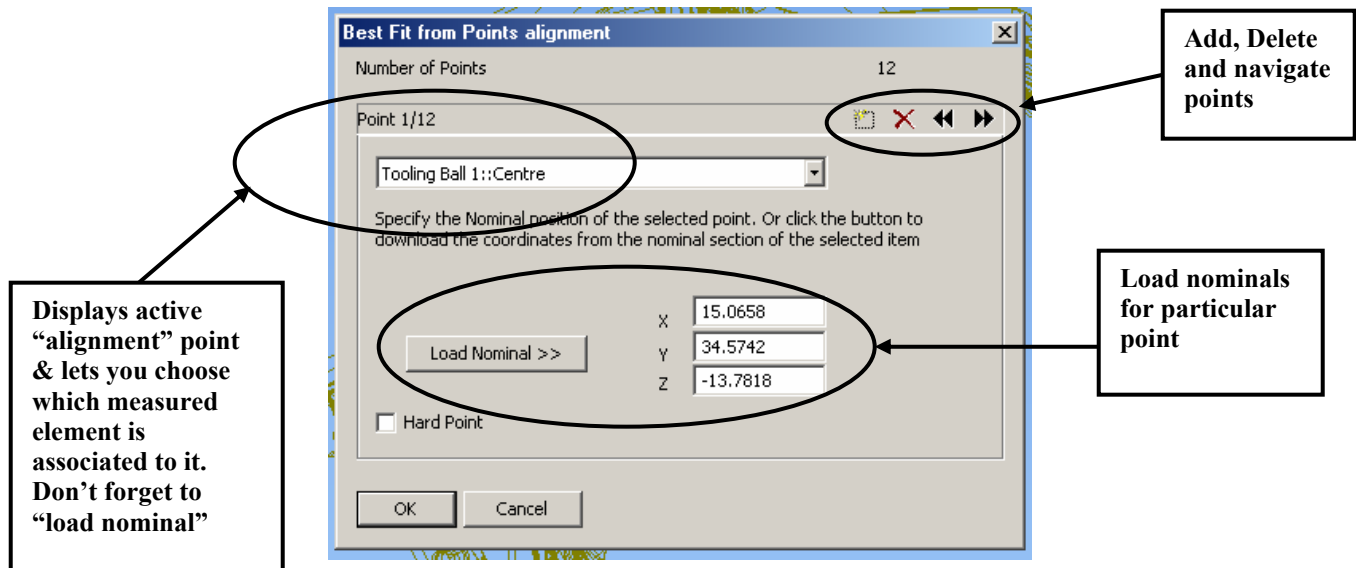 Best Fit from Points alignment
Number of Points 12
Point 1/12
Tooling Ball 1::Centre
Specify the Nominal position of the selected point. Or click the button to
download the coordinates from the nominal section of the selected item
Load Nominal >>
X 15.0658
Y 34.5742
Z -13.7818
Hard Point
OK Cancel
Add, Delete
and navigate
points
Load nominals
for particular
point
Displays active
“alignment” point
& lets you choose
which measured
element is
associated to it.
Don’t forget to
“load nominal”